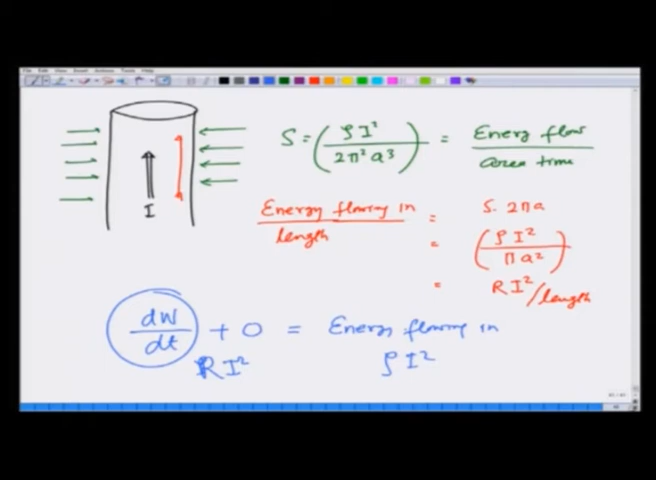 S = ( ρI² / 2π²a³ ) = Energy flow / area time
I
Energy flowing in / length = S. 2πa
= ( ρI² / πa² )
= RI²/length
dW/dt + 0 = Energy flowing in
RI² ρI²